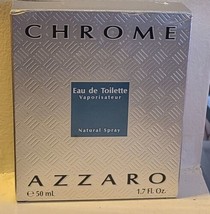 CHROME
Eau de Toilette
Vaporisateur
Natural Spray
AZZARO
℮ 50 mL 1.7 Fl. Oz.